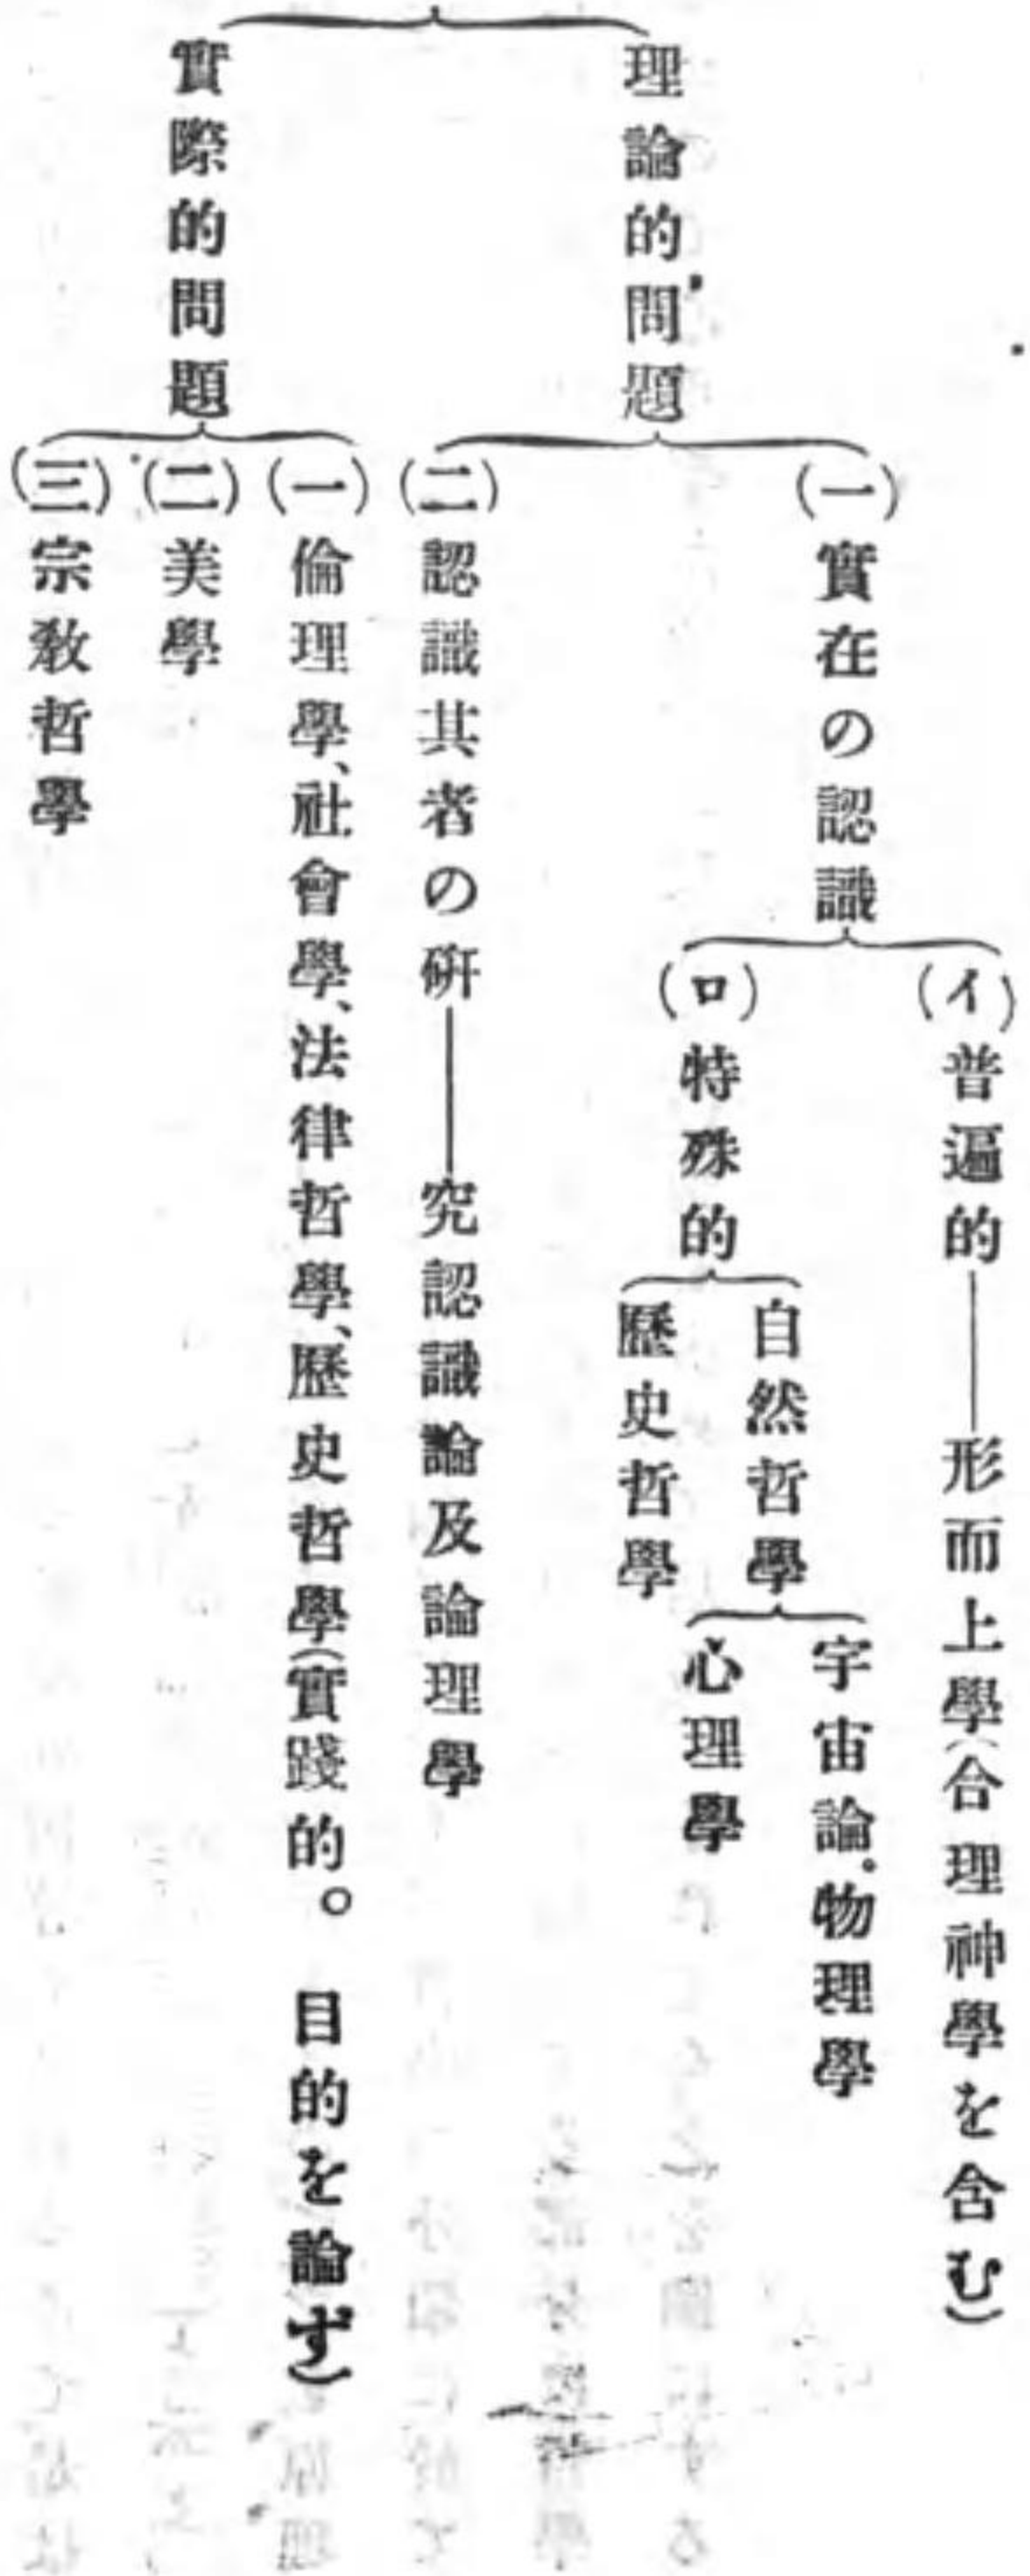 理論的問題
(一)實在の認識
(イ)普遍的——形而上學(合理神學を含む)
(ロ)特殊的
自然哲學
宇宙論。物理學
心理學
歷史哲學
(二)認識其者の硏——究認識論及論理學
實際的問題
(一)倫理學、社會學、法律哲學、歷史哲學(實踐的。 目的を論ず)
(二)美學
(三)宗敎哲學